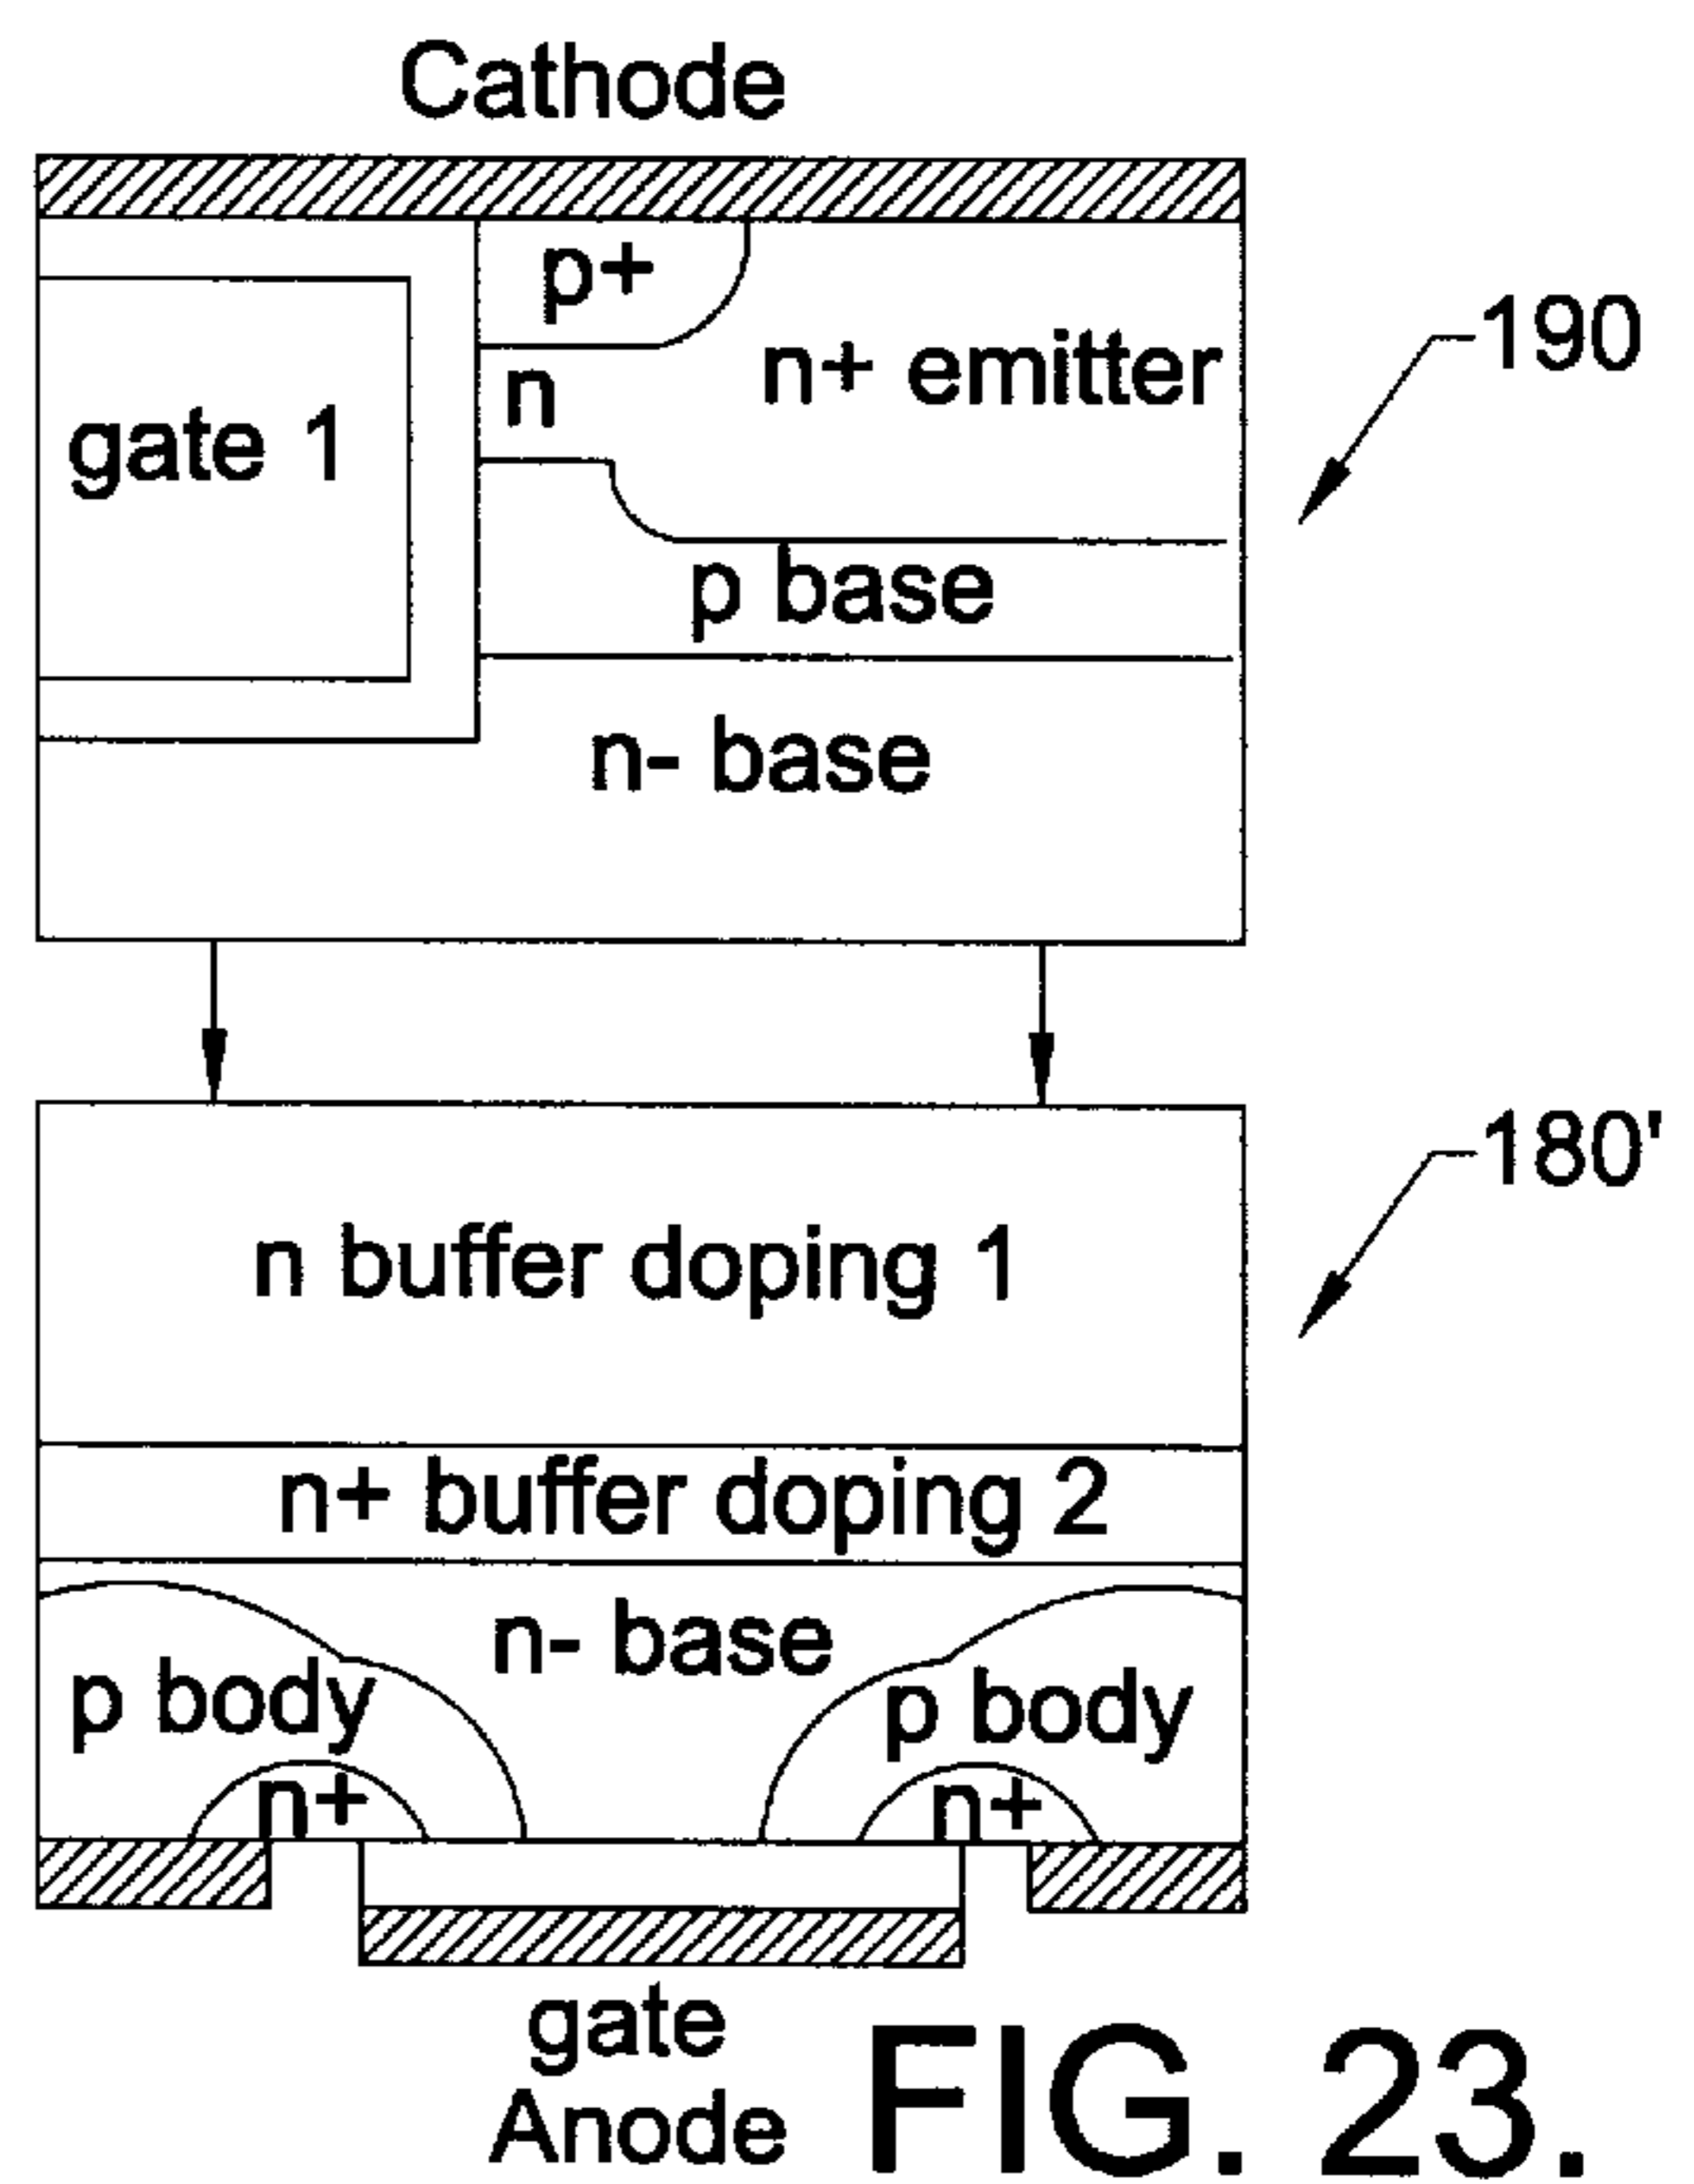 Cathode
p+
190
n+ emitter
n
gate 1
p base
n- base
180'
n buffer doping 1
n+ buffer doping 2
n- base
p body
p body
n+
n+
gate
Anode
FIG. 23.